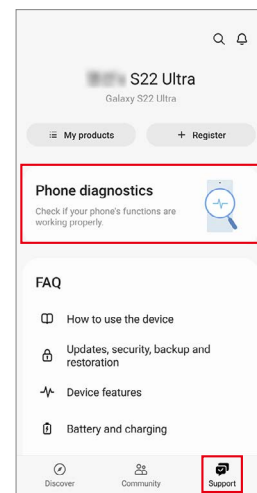 S22 Ultra
Galaxy S22 Ultra
My products
+ Register
Phone diagnostics
Check if your phone's functions are
working properly.
FAQ
How to use the device
Updates, security, backup and
restoration
Device features
Battery and charging
Discover
Community
Support